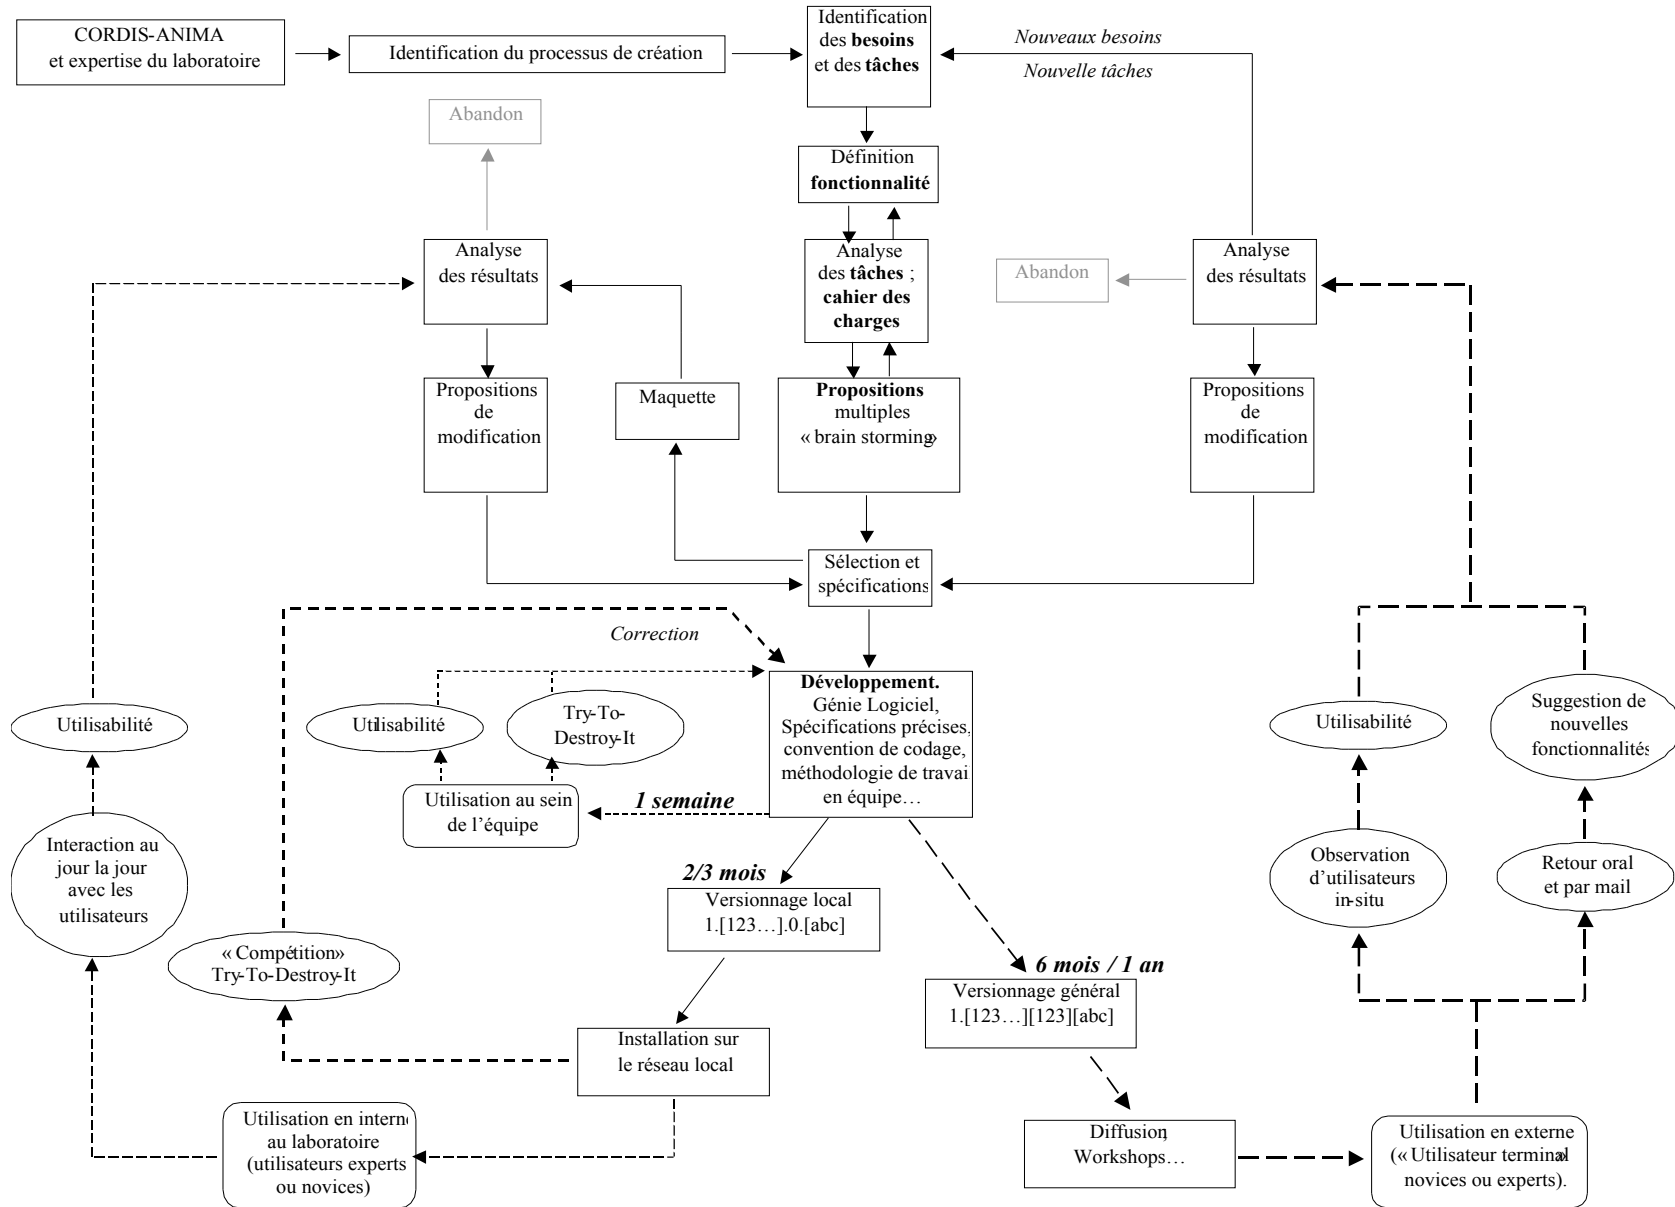 CORDIS-ANIMA
et expertise du laboratoire
Identification du processus de création
Identification
des besoins
et des tâches
Nouveaux besoins
Nouvelle tâches
Abandon
Définition
fonctionnalité
Analyse
des résultats
Analyse
des tâches ;
cahier des
charges
Abandon
Analyse
des résultats
Propositions
de
modification
Maquette
Propositions
multiples
« brain storming»
Propositions
de
modification
Sélection et
spécifications
Correction
Développement.
Génie Logiciel,
Spécifications précises,
convention de codage,
méthodologie de travai
en équipe…
Utilisabilité
Utilisabilité
Try-To-
Destroy-It
Utilisabilité
Suggestion de
nouvelles
fonctionnalités
Utilisation au sein
de l’équipe
1 semaine
Interaction au
jour la jour
avec les
utilisateurs
Observation
d’utilisateurs
in-situ
Retour oral
et par mail
2/3 mois
Versionnage local
1.[123…].0.[abc]
« Compétition»
Try-To-Destroy-It
6 mois / 1 an
Versionnage général
1.[123…][123][abc]
Installation sur
le réseau local
Utilisation en interne
au laboratoire
(utilisateurs experts
ou novices)
Diffusion,
Workshops…
Utilisation en externe
(« Utilisateur terminal»
novices ou experts).